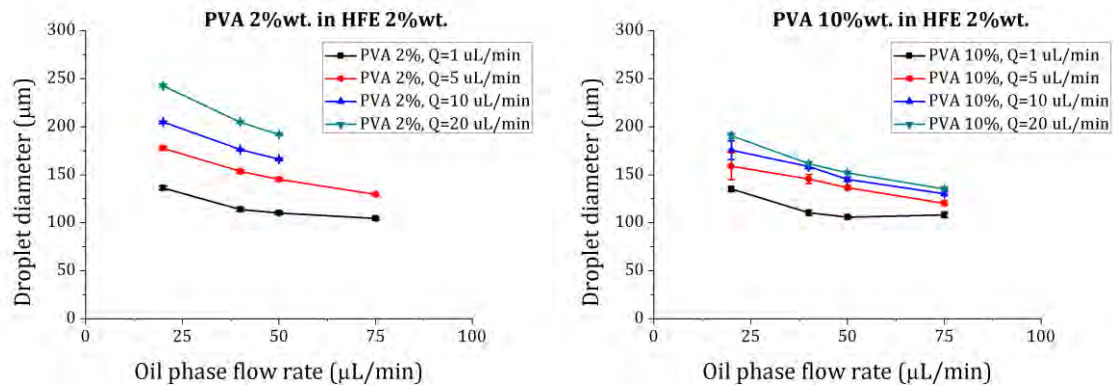 PVA 2%wt. in HFE 2%wt.
300
250
200
150
100
50
0
0
25
50
75
100
Droplet diameter (μm)
Oil phase flow rate (μL/min)
PVA 2%, Q=1 uL/min
PVA 2%, Q=5 uL/min
PVA 2%, Q=10 uL/min
PVA 2%, Q=20 uL/min
PVA 10%wt. in HFE 2%wt.
300
250
200
150
100
50
0
0
25
50
75
100
Droplet diameter (μm)
Oil phase flow rate (μL/min)
PVA 10%, Q=1 uL/min
PVA 10%, Q=5 uL/min
PVA 10%, Q=10 uL/min
PVA 10%, Q=20 uL/min